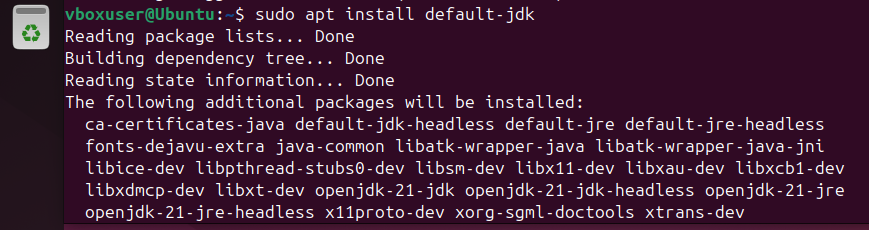 vboxuser@Ubuntu:~$ sudo apt install default-jdk
Reading package lists... Done
Building dependency tree... Done
Reading state information... Done
The following additional packages will be installed:
  ca-certificates-java default-jdk-headless default-jre default-jre-headless
  fonts-dejavu-extra java-common libatk-wrapper-java libatk-wrapper-java-jni
  libice-dev libpthread-stubs0-dev libsm-dev libx11-dev libxau-dev libxcb1-dev
  libxdmcp-dev libxt-dev openjdk-21-jdk openjdk-21-jdk-headless openjdk-21-jre
  openjdk-21-jre-headless x11proto-dev xorg-sgml-doctools xtrans-dev